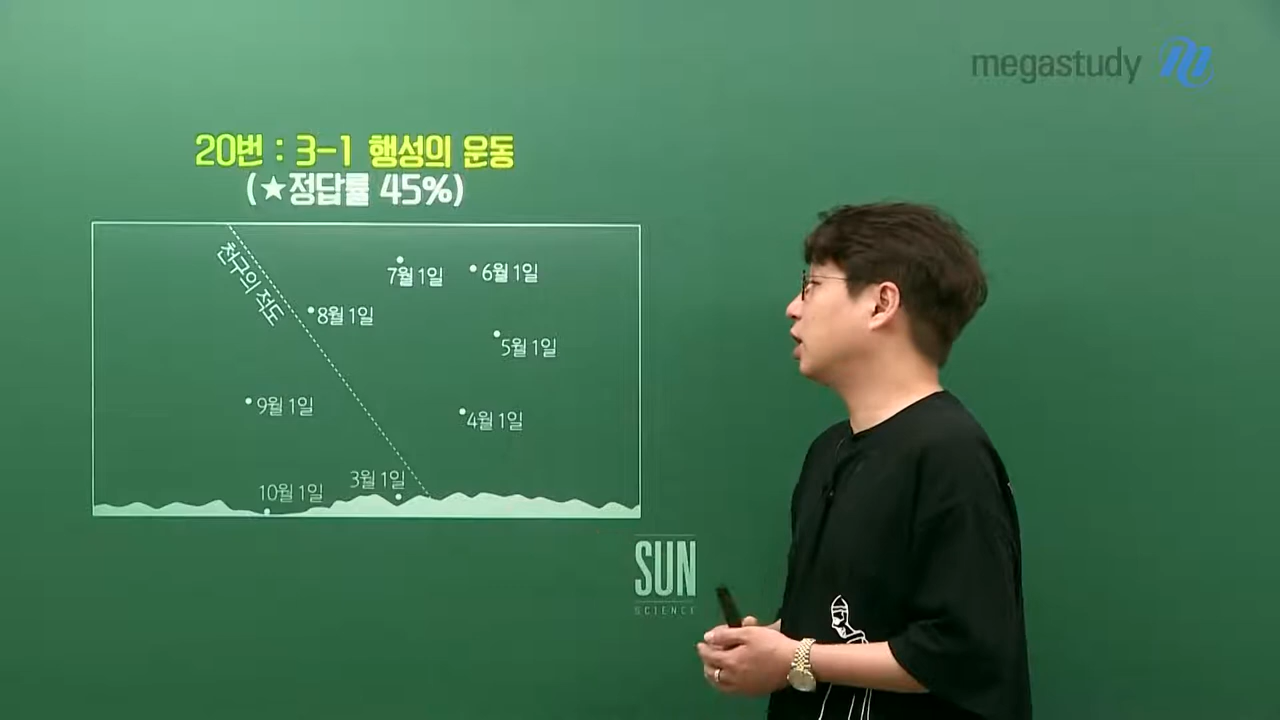 megastudy
20번 : 3-1 행성의 운동
(★정답률 45%)
천구의 적도
7월 1일
6월 1일
8월 1일
5월 1일
9월 1일
4월 1일
3월 1일
10월 1일
SUN
SCIENCE